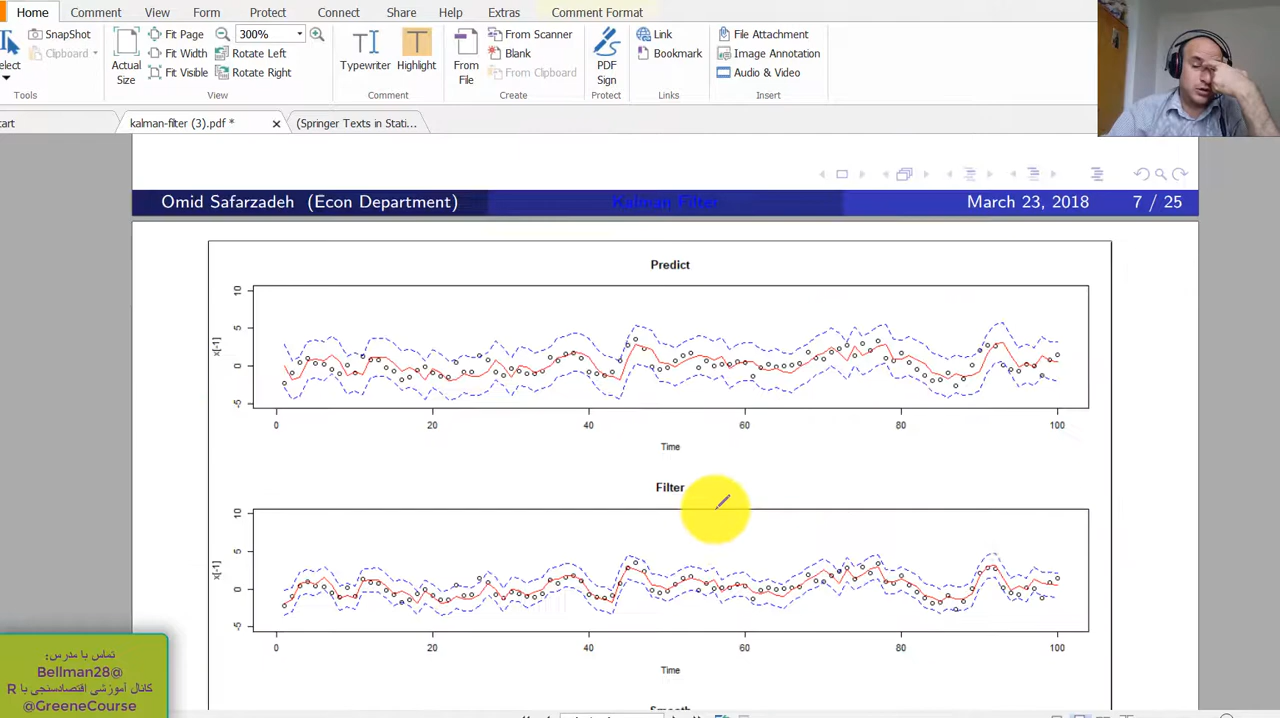 Home Comment View Form Protect Connect Share Help Extras Comment Format
SnapShot
Clipboard
elect
Tools
Actual Size
Fit Page
Fit Width
Fit Visible
300%
Rotate Left
Rotate Right
View
Typewriter
Highlight
Comment
From File
From Scanner
Blank
From Clipboard
Create
PDF Sign
Protect
Link
Bookmark
Links
File Attachment
Image Annotation
Audio & Video
Insert
tart
kalman-filter (3).pdf *
(Springer Texts in Stati...
Omid Safarzadeh (Econ Department) Kalman Filter March 23, 2018 7 / 25
Predict
x[-1]
10
5
0
-5
0 20 40 60 80 100
Time
Filter
x[-1]
10
5
0
-5
0 20 40 60 80 100
Time
Smooth
تماس با مدرس:
@Bellman28
کانال آموزشی اقتصادسنجی با R
@GreeneCourse